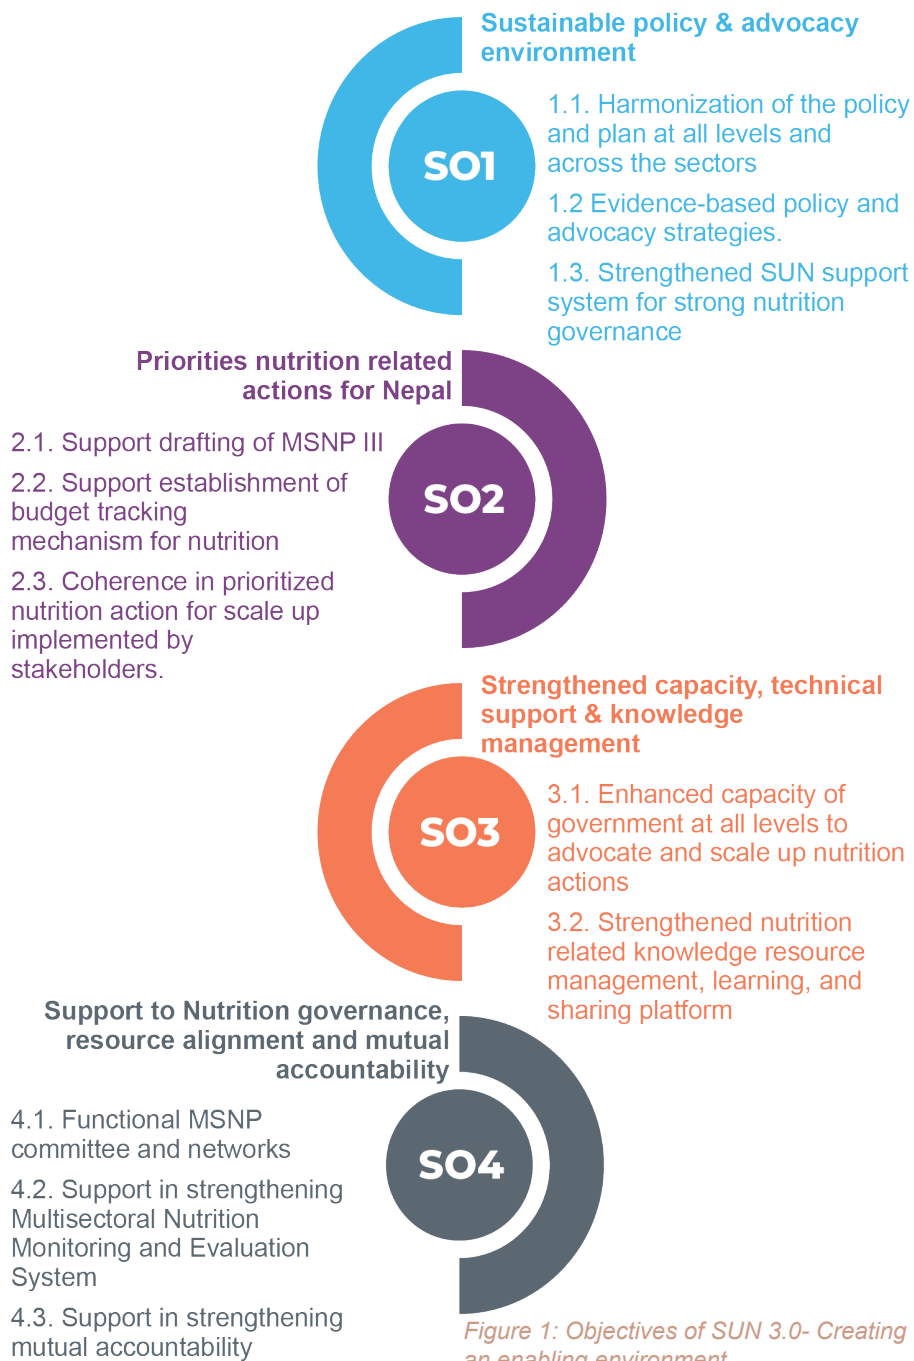 Sustainable policy & advocacy
environment
SO1
1.1. Harmonization of the policy
and plan at all levels and
across the sectors
1.2 Evidence-based policy and
advocacy strategies.
1.3. Strengthened SUN support
system for strong nutrition
governance
Priorities nutrition related
actions for Nepal
SO2
2.1. Support drafting of MSNP III
2.2. Support establishment of
budget tracking
mechanism for nutrition
2.3. Coherence in prioritized
nutrition action for scale up
implemented by
stakeholders.
Strengthened capacity, technical
support & knowledge
management
SO3
3.1. Enhanced capacity of
government at all levels to
advocate and scale up nutrition
actions
3.2. Strengthened nutrition
related knowledge resource
management, learning, and
sharing platform
Support to Nutrition governance,
resource alignment and mutual
accountability
SO4
4.1. Functional MSNP
committee and networks
4.2. Support in strengthening
Multisectoral Nutrition
Monitoring and Evaluation
System
4.3. Support in strengthening
mutual accountability
Figure 1: Objectives of SUN 3.0- Creating
an enabling environment